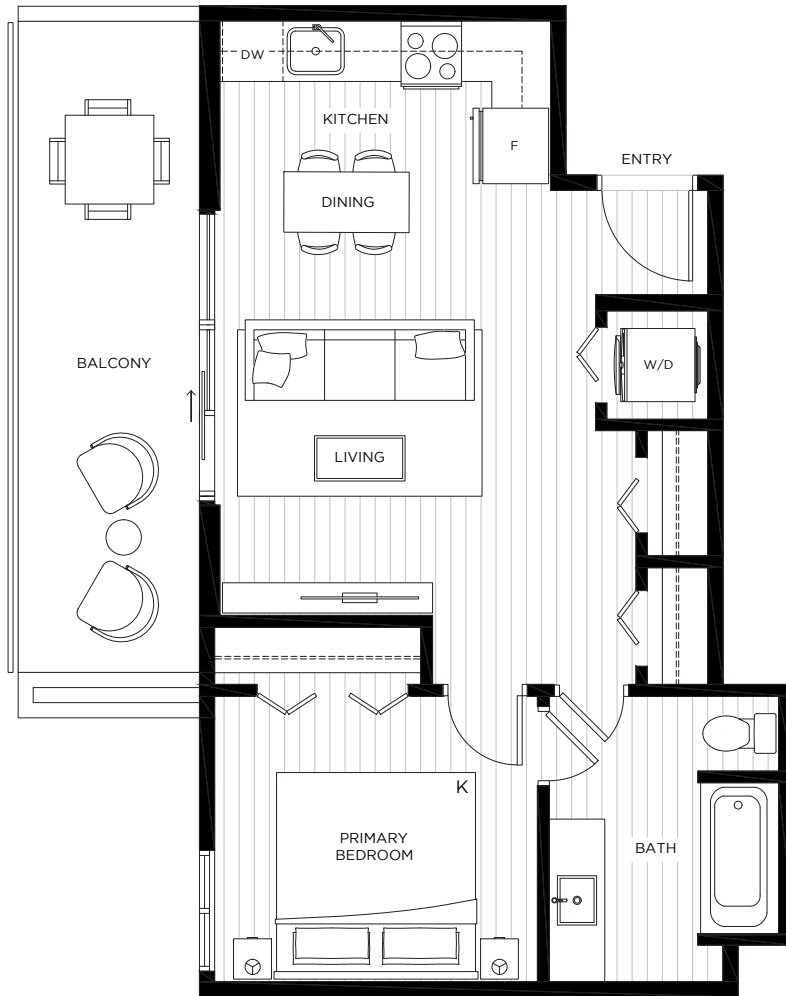 DW
KITCHEN
F
ENTRY
DINING
BALCONY
W/D
LIVING
K
PRIMARY
BEDROOM
BATH